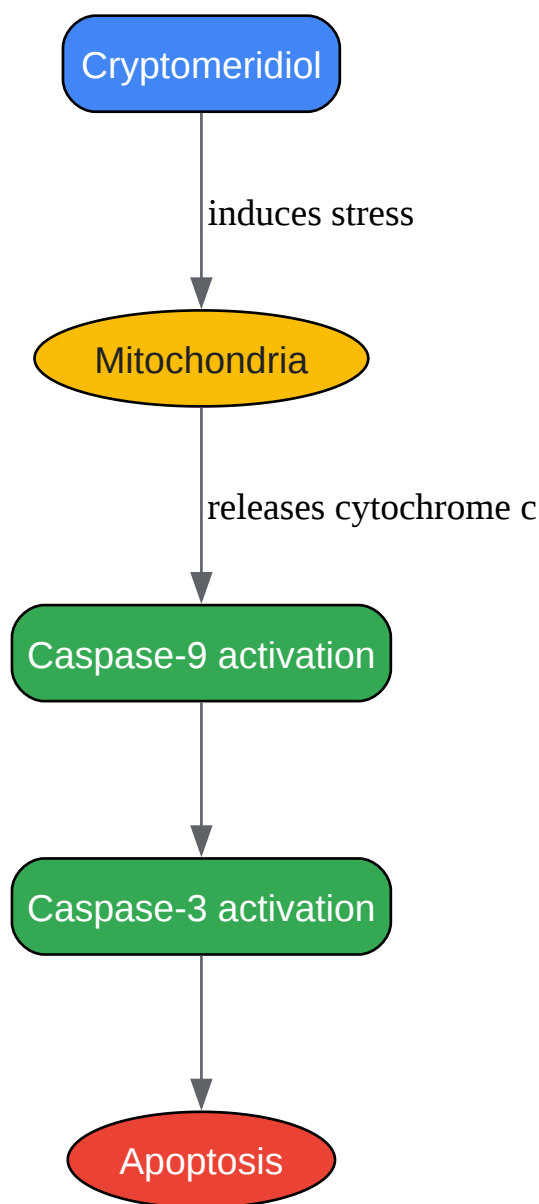 Cryptomeridiol
induces stress
Mitochondria
releases cytochrome c
Caspase-9 activation
Caspase-3 activation
Apoptosis